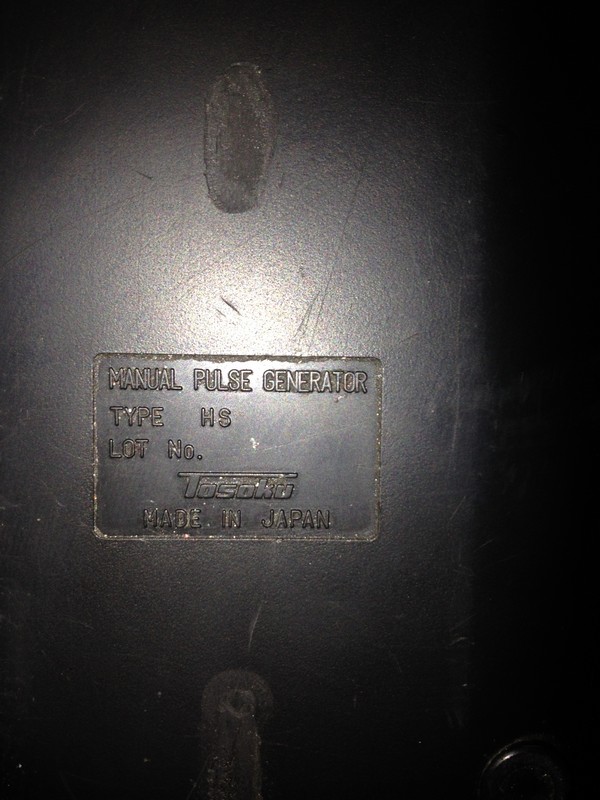 MANUAL PULSE GENERATOR
TYPE HS
LOT No.
Tosoku
MADE IN JAPAN